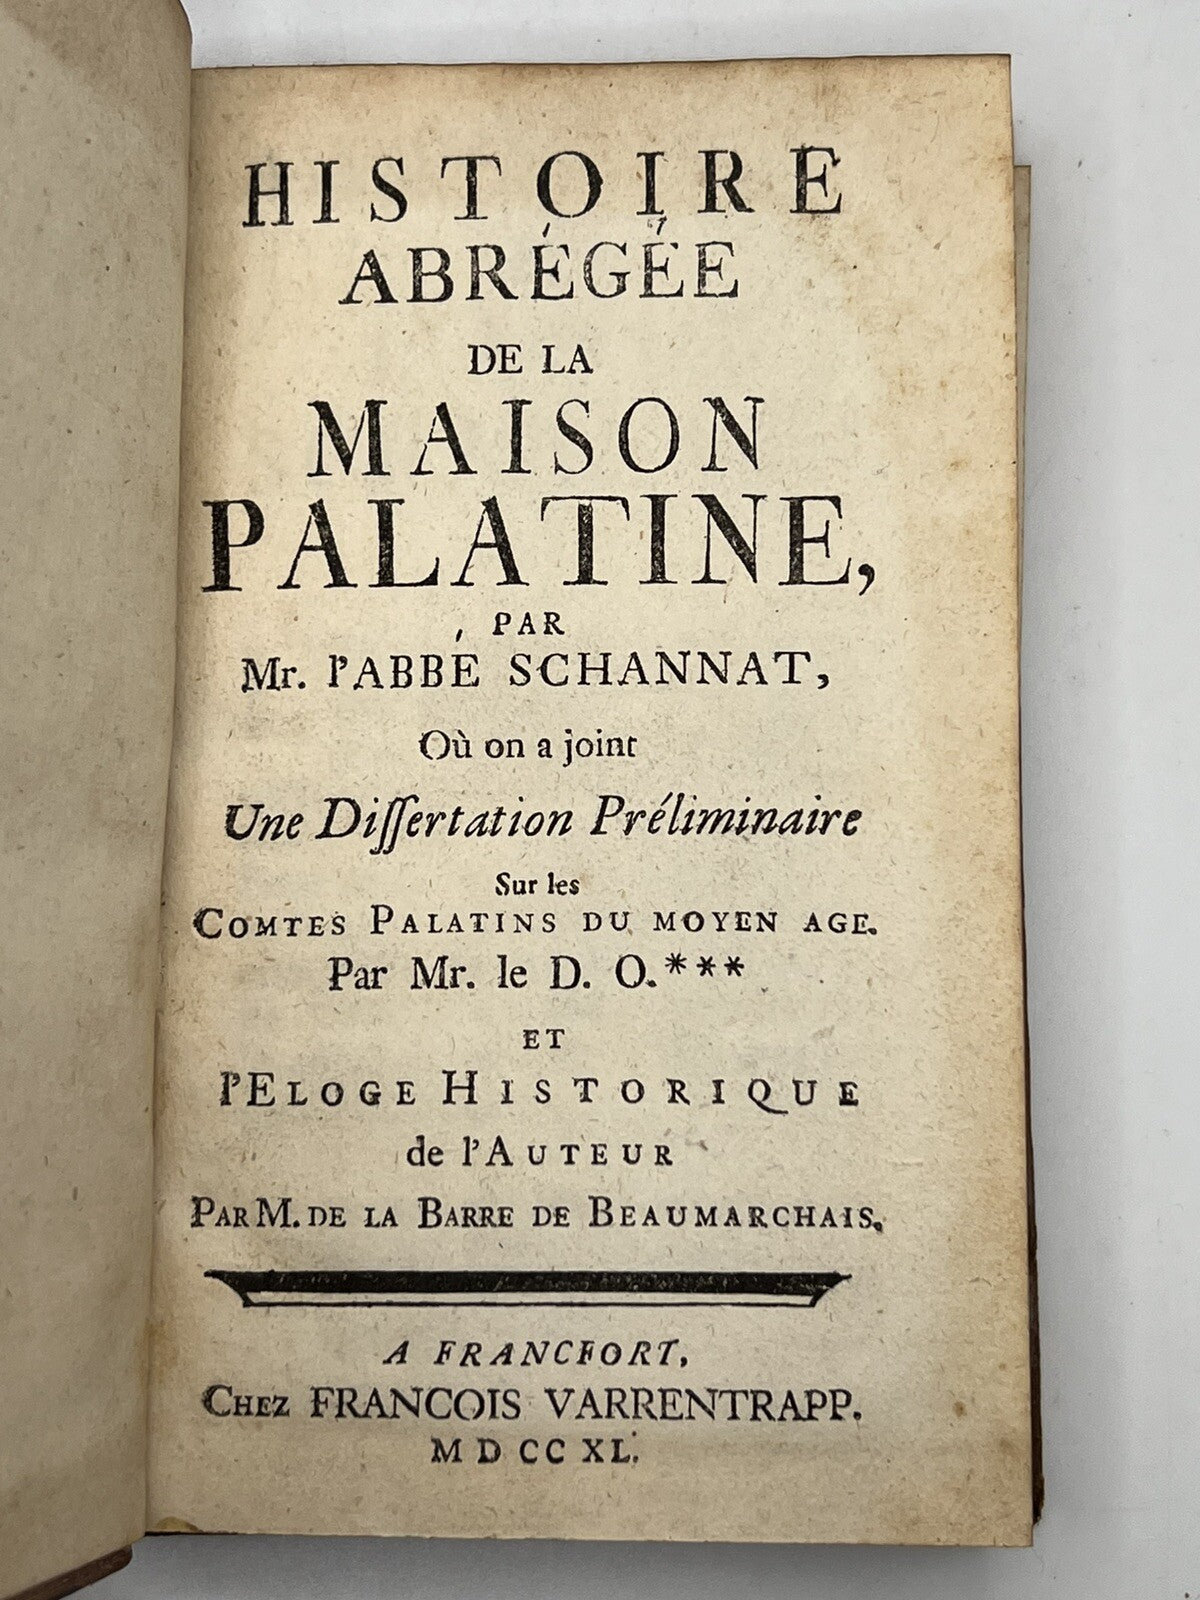 HISTOIRE
ABRÉGÉE
DE LA
MAISON
PALATINE,
PAR
Mr. l'ABBÉ SCHANNAT,
Où on a joint
Une Diſſertation Préliminaire
Sur les
COMTES PALATINS DU MOYEN AGE.
Par Mr. le D. O.***
ET
l'ELOGE HISTORIQUE
de l'AUTEUR
PAR M. DE LA BARRE DE BEAUMARCHAIS.
A FRANCFORT,
CHEZ FRANCOIS VARRENTRAPP.
MDCCXL.